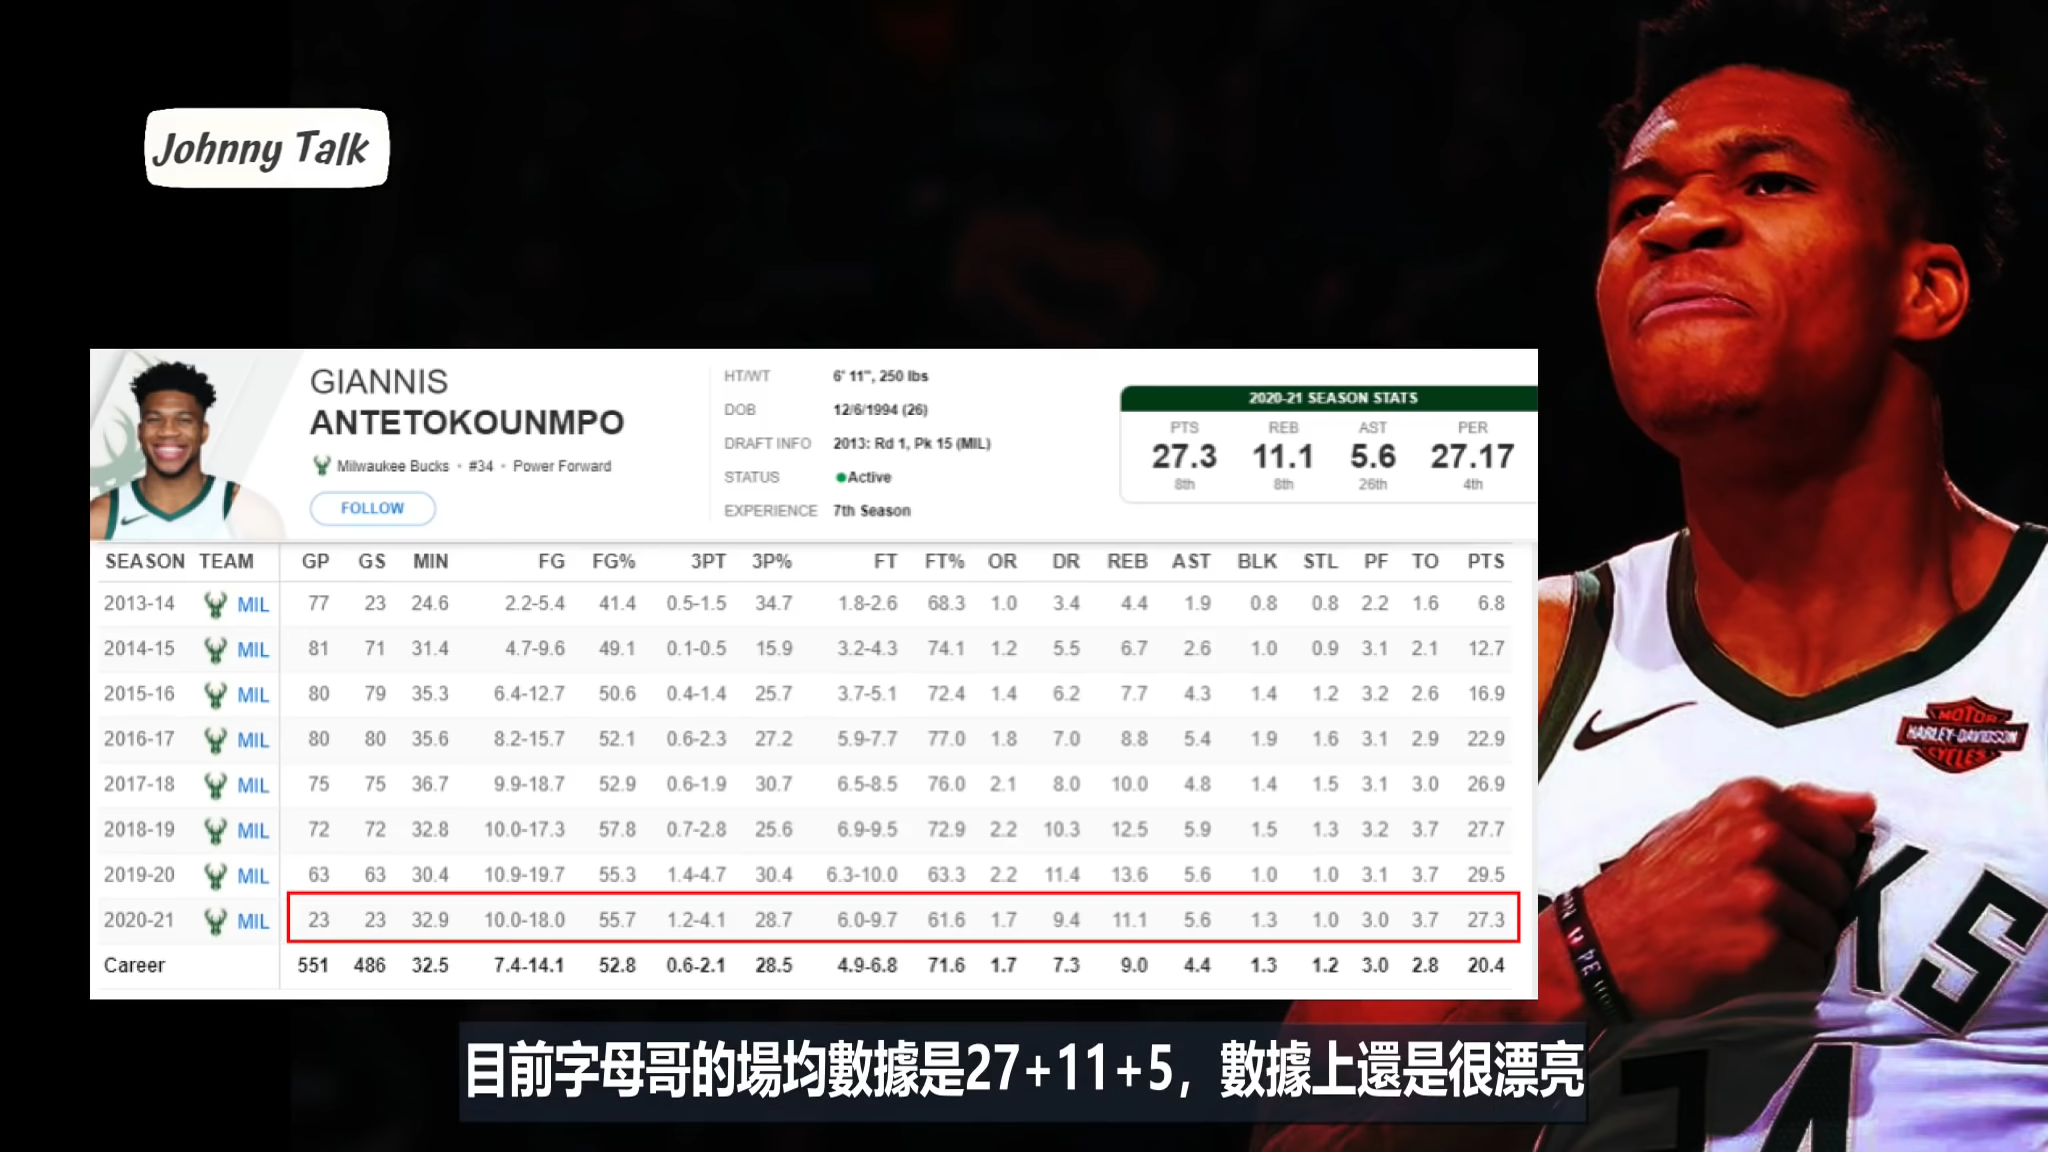 Johnny Talk
GIANNIS
ANTETOKOUNMPO
Milwaukee Bucks • #34 • Power Forward
FOLLOW
HT/WT 6' 11", 250 lbs
DOB 12/6/1994 (26)
DRAFT INFO 2013: Rd 1, Pk 15 (MIL)
STATUS Active
EXPERIENCE 7th Season
2020-21 SEASON STATS
PTS REB AST PER
27.3 11.1 5.6 27.17
8th 8th 26th 4th
SEASON TEAM GP GS MIN FG FG% 3PT 3P% FT FT% OR DR REB AST BLK STL PF TO PTS
2013-14 MIL 77 23 24.6 2.2-5.4 41.4 0.5-1.5 34.7 1.8-2.6 68.3 1.0 3.4 4.4 1.9 0.8 0.8 2.2 1.6 6.8
2014-15 MIL 81 71 31.4 4.7-9.6 49.1 0.1-0.5 15.9 3.2-4.3 74.1 1.2 5.5 6.7 2.6 1.0 0.9 3.1 2.1 12.7
2015-16 MIL 80 79 35.3 6.4-12.7 50.6 0.4-1.4 25.7 3.7-5.1 72.4 1.4 6.2 7.7 4.3 1.4 1.2 3.2 2.6 16.9
2016-17 MIL 80 80 35.6 8.2-15.7 52.1 0.6-2.3 27.2 5.9-7.7 77.0 1.8 7.0 8.8 5.4 1.9 1.6 3.1 2.9 22.9
2017-18 MIL 75 75 36.7 9.9-18.7 52.9 0.6-1.9 30.7 6.5-8.5 76.0 2.1 8.0 10.0 4.8 1.4 1.5 3.1 3.0 26.9
2018-19 MIL 72 72 32.8 10.0-17.3 57.8 0.7-2.8 25.6 6.9-9.5 72.9 2.2 10.3 12.5 5.9 1.5 1.3 3.2 3.7 27.7
2019-20 MIL 63 63 30.4 10.9-19.7 55.3 1.4-4.7 30.4 6.3-10.0 63.3 2.2 11.4 13.6 5.6 1.0 1.0 3.1 3.7 29.5
2020-21 MIL 23 23 32.9 10.0-18.0 55.7 1.2-4.1 28.7 6.0-9.7 61.6 1.7 9.4 11.1 5.6 1.3 1.0 3.0 3.7 27.3
Career 551 486 32.5 7.4-14.1 52.8 0.6-2.1 28.5 4.9-6.8 71.6 1.7 7.3 9.0 4.4 1.3 1.2 3.0 2.8 20.4
MOTOR
HARLEY-DAVIDSON
CYCLES
KS
目前字母哥的場均數據是27+11+5，數據上還是很漂亮